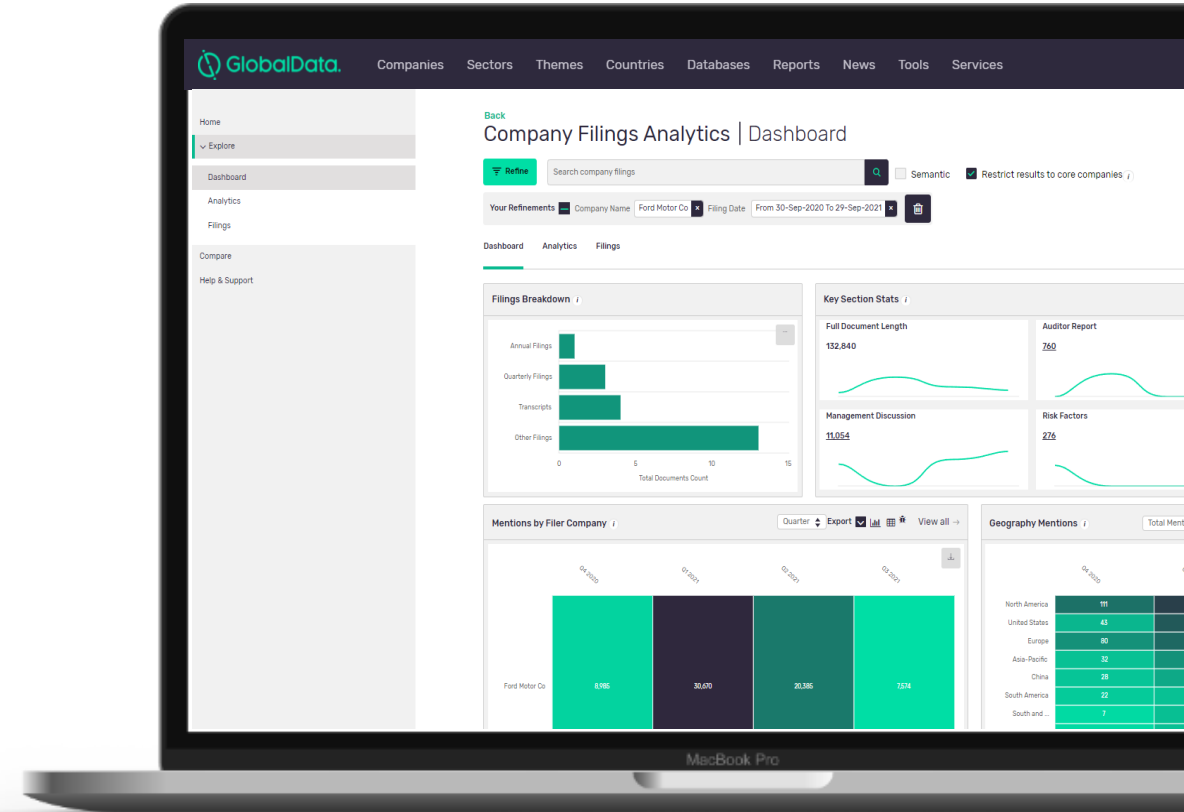 GlobalData. Companies Sectors Themes Countries Databases Reports News Tools Services
Home
Explore
Dashboard
Analytics
Filings
Compare
Help & Support
Back
Company Filings Analytics | Dashboard
Refine Search company filings Semantic Restrict results to core companies i
Your Refinements Company Name Ford Motor Co × Filing Date From 30-Sep-2020 To 29-Sep-2021 ×
Dashboard Analytics Filings
Filings Breakdown i
Annual Filings
Quarterly Filings
Transcripts
Other Filings
0 5 10 15
Total Documents Count
Key Section Stats i
Full Document Length
132,840
Auditor Report
760
Management Discussion
11,054
Risk Factors
276
Mentions by Filer Company i Quarter Export View all →
Q4 2020 Q1 2021 Q2 2021 Q3 2021
Ford Motor Co 8,985 30,670 20,385 7,574
Geography Mentions i Total Ment
Q4 2020
North America 111
United States 43
Europe 80
Asia-Pacific 32
China 28
South America 22
South and ... 7
MacBook Pro